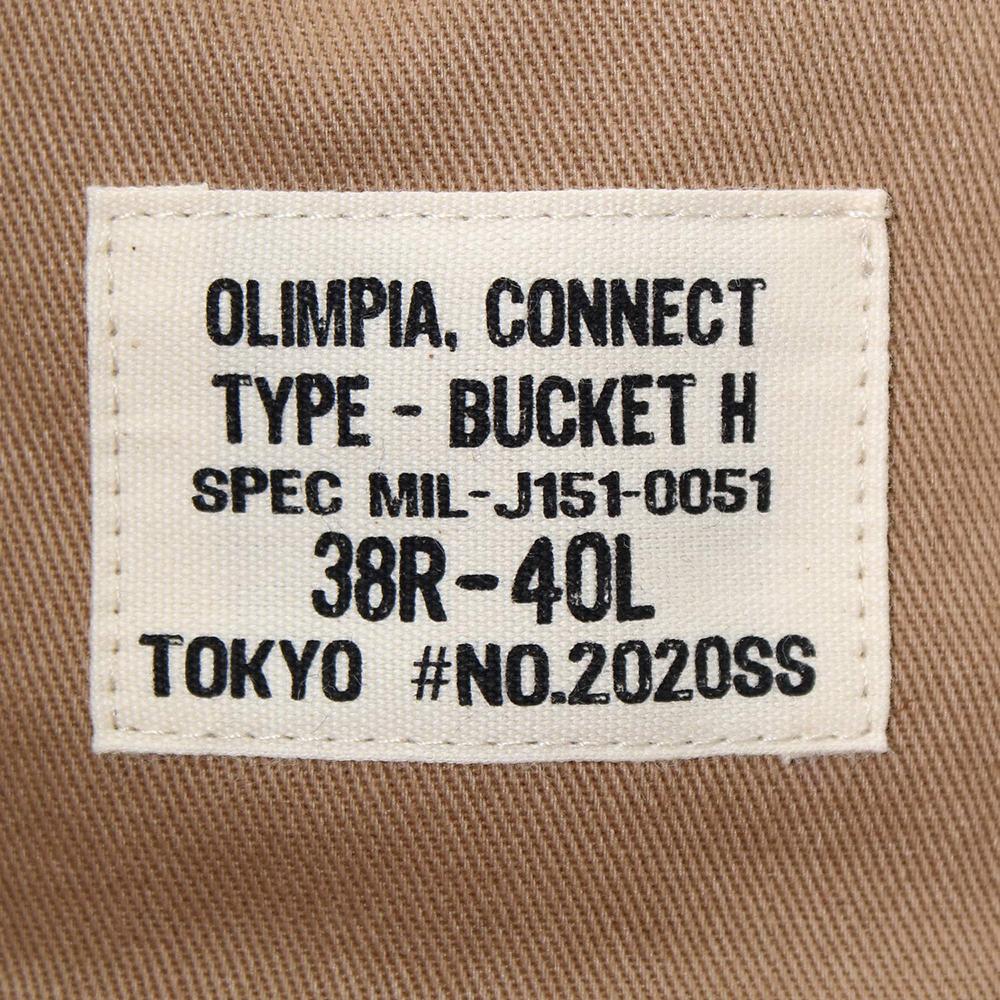 OLIMPIA, CONNECT
TYPE - BUCKET H
SPEC MIL-J151-0051
38R-40L
TOKYO #NO.2020SS